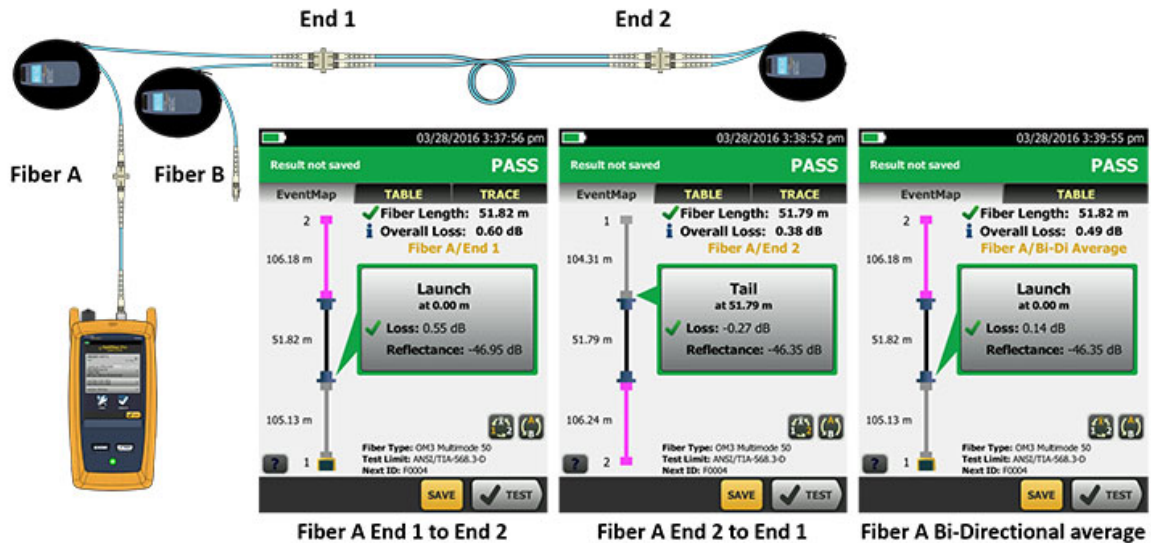 End 1
End 2
Fiber A
Fiber B
03/28/2016 3:37:56 pm
Result not saved
PASS
EventMap
TABLE
TRACE
2
Fiber Length: 51.82 m
Overall Loss: 0.60 dB
Fiber A/End 1
106.18 m
Launch
at 0.00 m
Loss: 0.55 dB
Reflectance: -46.95 dB
51.82 m
105.13 m
1
Fiber Type: OM3 Multimode 50
Test Limit: ANSI/TIA-568.3-D
Next ID: F0004
?
SAVE
TEST
Fiber A End 1 to End 2
03/28/2016 3:38:52 pm
Result not saved
PASS
EventMap
TABLE
TRACE
1
Fiber Length: 51.79 m
Overall Loss: 0.38 dB
Fiber A/End 2
104.31 m
Tail
at 51.79 m
Loss: -0.27 dB
Reflectance: -46.35 dB
51.79 m
106.24 m
2
Fiber Type: OM3 Multimode 50
Test Limit: ANSI/TIA-568.3-D
Next ID: F0004
?
SAVE
TEST
Fiber A End 2 to End 1
03/28/2016 3:39:55 pm
Result not saved
PASS
EventMap
TABLE
2
Fiber Length: 51.82 m
Overall Loss: 0.49 dB
Fiber A/Bi-Di Average
106.18 m
Launch
at 0.00 m
Loss: 0.14 dB
Reflectance: -46.35 dB
51.82 m
105.13 m
1
Fiber Type: OM3 Multimode 50
Test Limit: ANSI/TIA-568.3-D
Next ID: F0004
?
SAVE
TEST
Fiber A Bi-Directional average